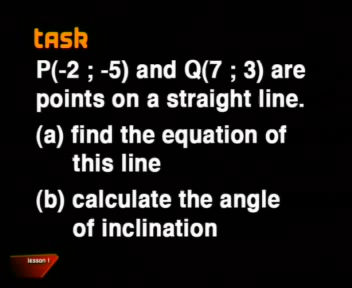 task
P(-2 ; -5) and Q(7 ; 3) are
points on a straight line.
(a) find the equation of
this line
(b) calculate the angle
of inclination
lesson 1